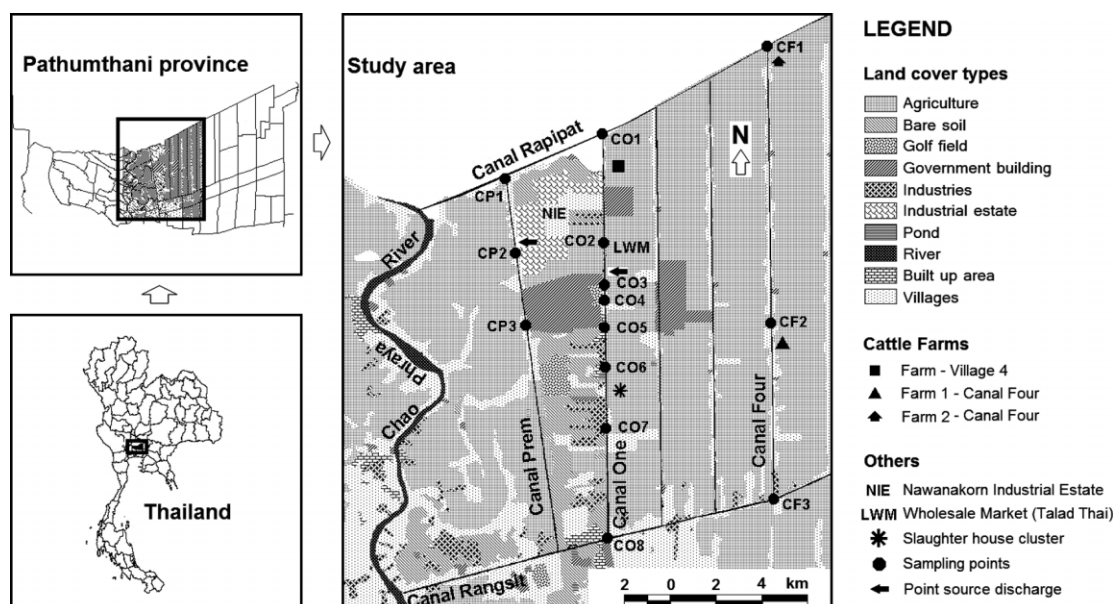 Pathumthani province
Thailand
Study area
N
Canal Rapipat
River
Phraya
Chao
Canal Prem
Canal One
Canal Four
Canal Rangsit
CF1
CO1
CP1
NIE
CO2
LWM
CP2
CO3
CO4
CP3
CO5
CF2
CO6
CO7
CF3
CO8
2 0 2 4 km
LEGEND
Land cover types
Agriculture
Bare soil
Golf field
Government building
Industries
Industrial estate
Pond
River
Built up area
Villages
Cattle Farms
Farm - Village 4
Farm 1 - Canal Four
Farm 2 - Canal Four
Others
NIE Nawanakorn Industrial Estate
LWM Wholesale Market (Talad Thai)
Slaughter house cluster
Sampling points
Point source discharge